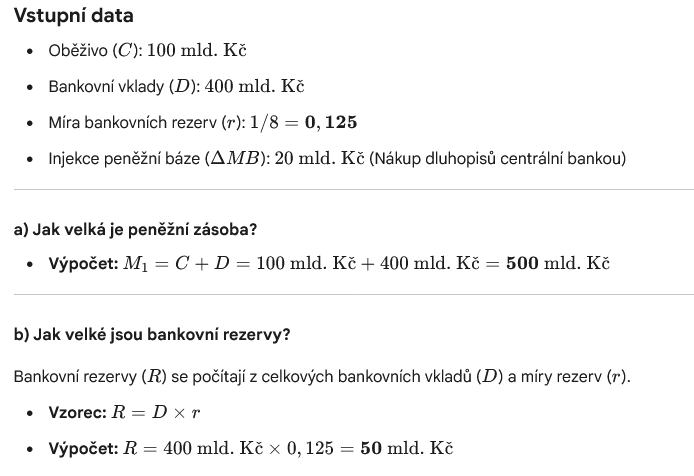 Vstupní data
• Oběživo (C): 100 mld. Kč
• Bankovní vklady (D): 400 mld. Kč
• Míra bankovních rezerv (r): 1/8 = 0, 125
• Injekce peněžní báze (ΔMB): 20 mld. Kč (Nákup dluhopisů centrální bankou)
a) Jak velká je peněžní zásoba?
• Výpočet: M₁ = C + D = 100 mld. Kč + 400 mld. Kč = 500 mld. Kč
b) Jak velké jsou bankovní rezervy?
Bankovní rezervy (R) se počítají z celkových bankovních vkladů (D) a míry rezerv (r).
• Vzorec: R = D × r
• Výpočet: R = 400 mld. Kč × 0, 125 = 50 mld. Kč